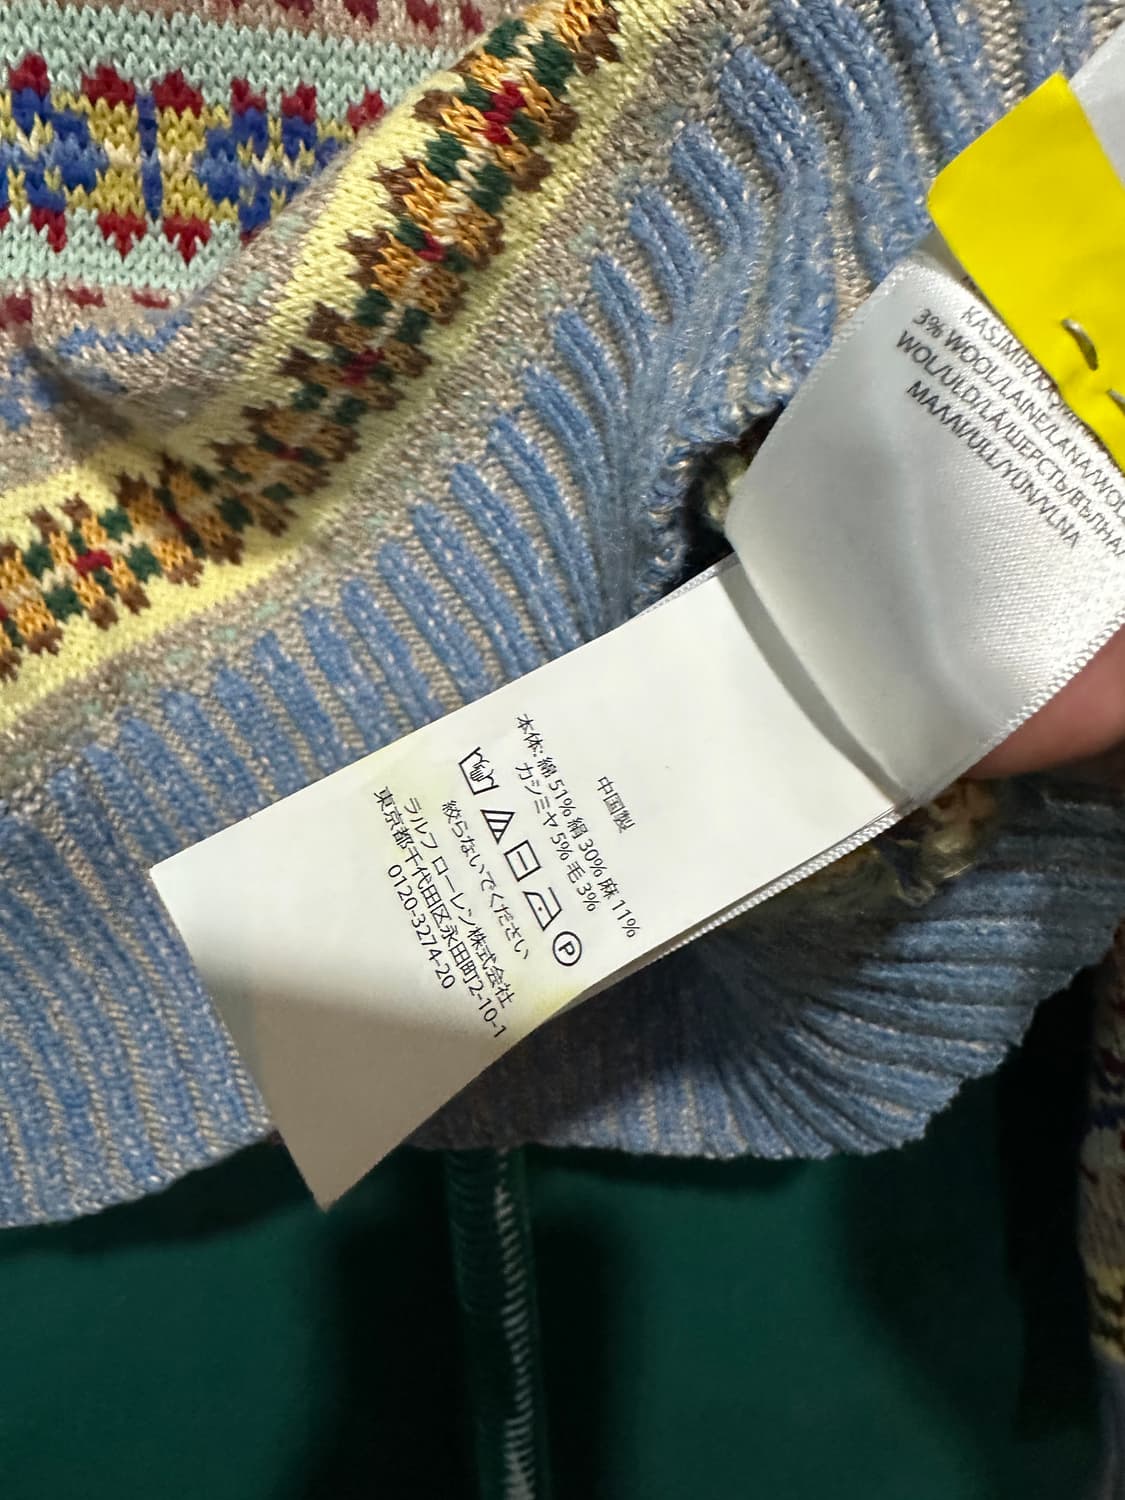 KASJMIR/
3% WOOL/LAINE/LANA/WOL
WOL/ULD/LÃ/ШЕРСТЬ/ВЪЛНА/
ΜΑΛΛΙ/ULL/YÜN/VLNA
中国製
本体: 綿 51% 絹 30% 麻 11%
カシミヤ 5% 毛 3%
P
絞らないでください
ラルフ ローレン株式会社
東京都千代田区永田町2-10-1
0120-3274-20